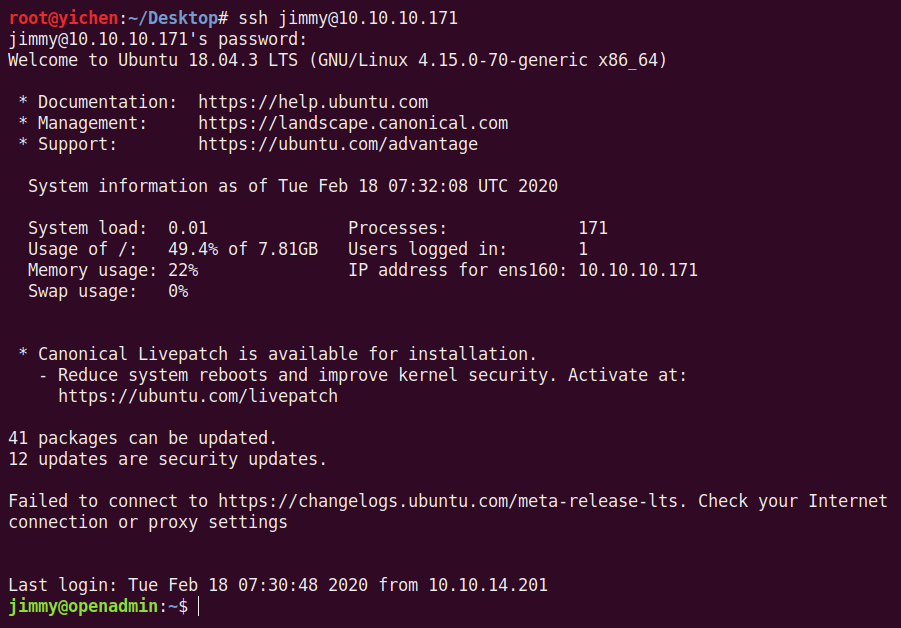 root@yichen:~/Desktop# ssh jimmy@10.10.10.171
jimmy@10.10.10.171's password:
Welcome to Ubuntu 18.04.3 LTS (GNU/Linux 4.15.0-70-generic x86_64)

 * Documentation:  https://help.ubuntu.com
 * Management:     https://landscape.canonical.com
 * Support:        https://ubuntu.com/advantage

  System information as of Tue Feb 18 07:32:08 UTC 2020

  System load:  0.01              Processes:             171
  Usage of /:   49.4% of 7.81GB   Users logged in:       1
  Memory usage: 22%               IP address for ens160: 10.10.10.171
  Swap usage:   0%


 * Canonical Livepatch is available for installation.
   - Reduce system reboots and improve kernel security. Activate at:
     https://ubuntu.com/livepatch

41 packages can be updated.
12 updates are security updates.

Failed to connect to https://changelogs.ubuntu.com/meta-release-lts. Check your Internet
connection or proxy settings


Last login: Tue Feb 18 07:30:48 2020 from 10.10.14.201
jimmy@openadmin:~$